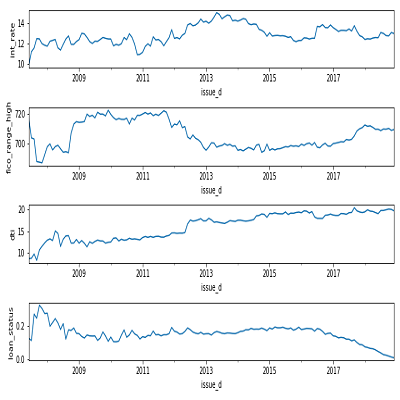 14
12
10
int_rate
2009 2011 2013 2015 2017
issue_d
720
700
fico_range_high
2009 2011 2013 2015 2017
issue_d
20
15
10
dti
2009 2011 2013 2015 2017
issue_d
0.2
0.0
loan_status
2009 2011 2013 2015 2017
issue_d